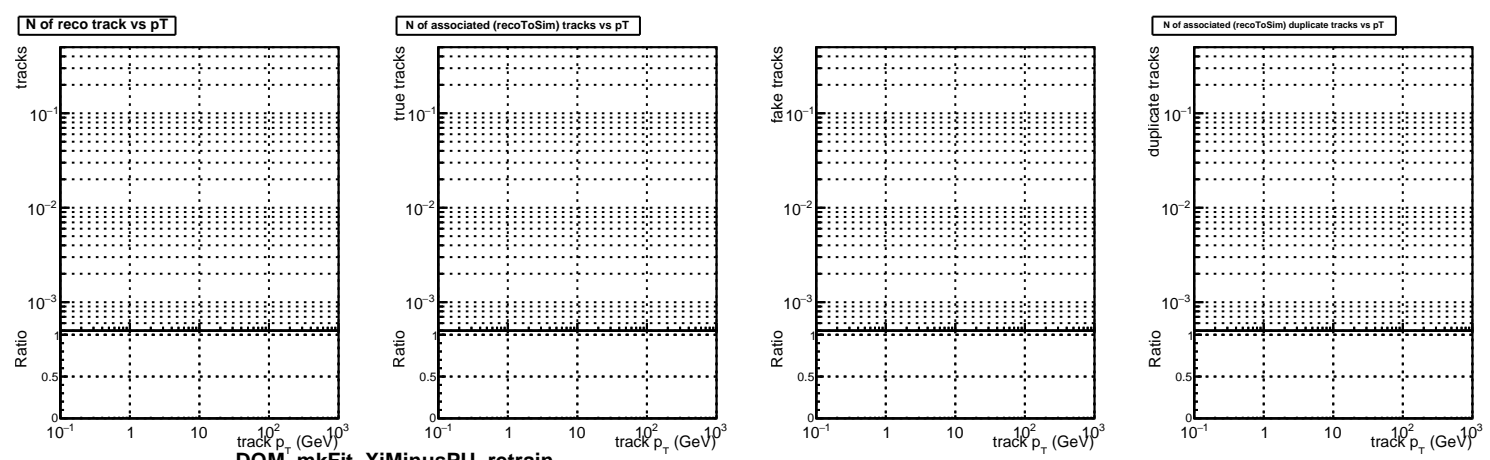 N of reco track vs pT
N of associated (recoToSim) tracks vs pT
N of associated (recoToSim) duplicate tracks vs pT
tracks
10⁻¹
10⁻²
10⁻³
Ratio
1
0.5
0
10⁻¹ 1 10 10² 10³
track p_T (GeV)
true tracks
10⁻¹
10⁻²
10⁻³
Ratio
1
0.5
0
10⁻¹ 1 10 10² 10³
track p_T (GeV)
fake tracks
10⁻¹
10⁻²
10⁻³
Ratio
1
0.5
0
10⁻¹ 1 10 10² 10³
track p_T (GeV)
duplicate tracks
10⁻¹
10⁻²
10⁻³
Ratio
1
0.5
0
10⁻¹ 1 10 10² 10³
track p_T (GeV)
DQM mkFit XiMinusPU retrain